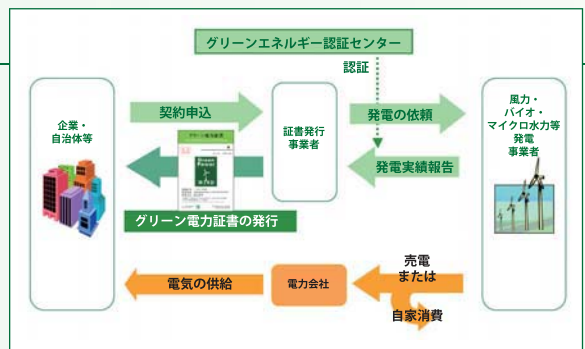 グリーンエネルギー認証センター
認証
企業・
自治体等
契約申込
証書発行
事業者
発電の依頼
風力・
バイオ・
マイクロ水力等
発電
事業者
Green
Power
発電実績報告
グリーン電力証書の発行
電気の供給
電力会社
売電
または
自家消費